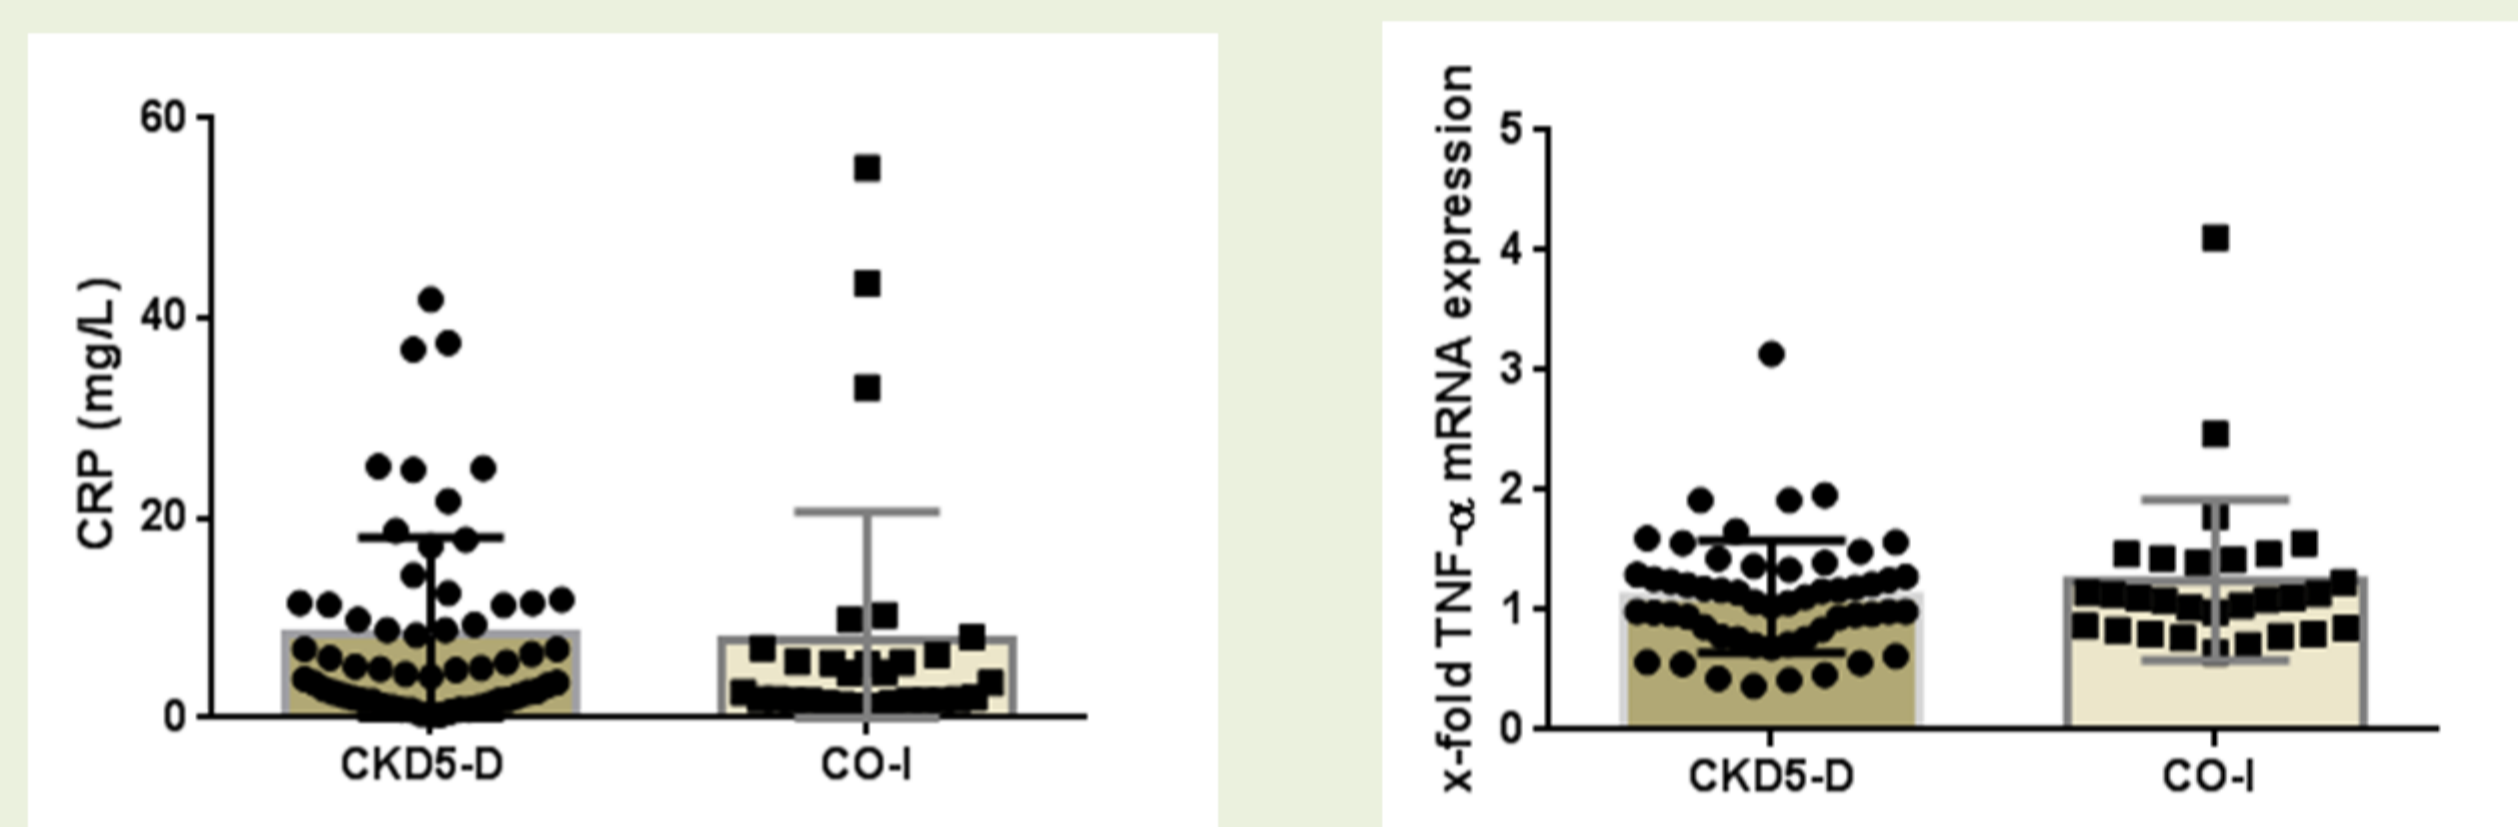 CRP (mg/L)
60
40
20
0
CKD5-D
CO-I
x-fold TNF-α mRNA expression
5
4
3
2
1
0
CKD5-D
CO-I